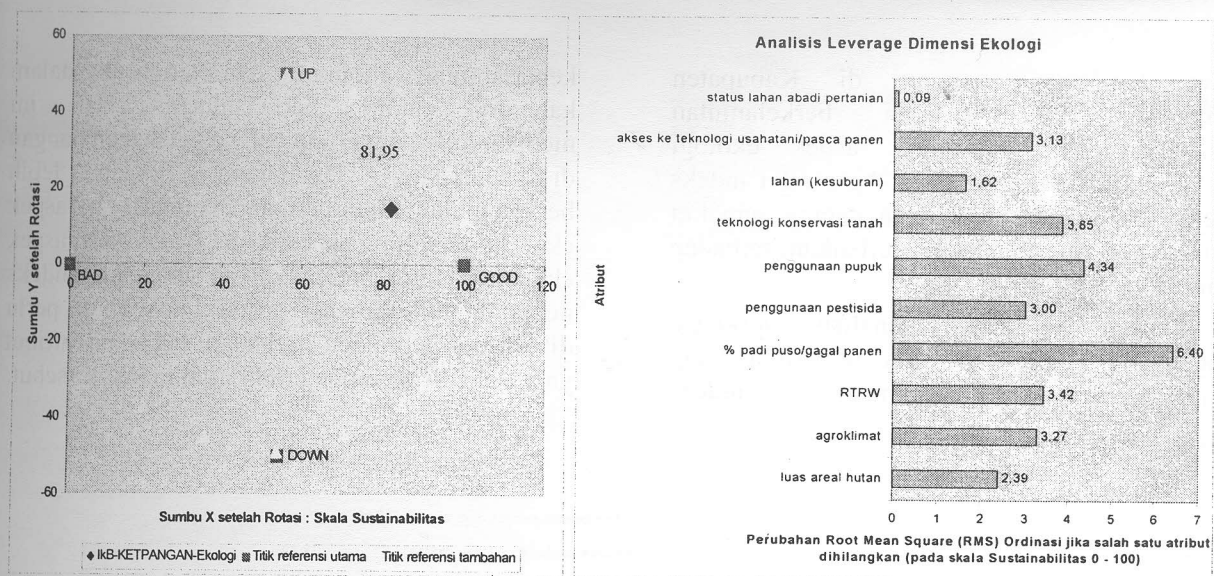 60
40
20
0
-20
-40
-60
Sumbu Y setelah Rotasi
UP
81,95
BAD
GOOD
DOWN
0
20
40
60
80
100
120
Sumbu X setelah Rotasi : Skala Sustainabilitas
IkB-KETPANGAN-Ekologi Titik referensi utama Titik referensi tambahan
Analisis Leverage Dimensi Ekologi
Atribut
status lahan abadi pertanian 0,09
akses ke teknologi usahatani/pasca panen 3,13
lahan (kesuburan) 1,62
teknologi konservasi tanah 3,85
penggunaan pupuk 4,34
penggunaan pestisida 3,00
% padi puso/gagal panen 6,40
RTRW 3,42
agroklimat 3,27
luas areal hutan 2,39
0 1 2 3 4 5 6 7
Perubahan Root Mean Square (RMS) Ordinasi jika salah satu atribut
dihilangkan (pada skala Sustainabilitas 0 - 100)